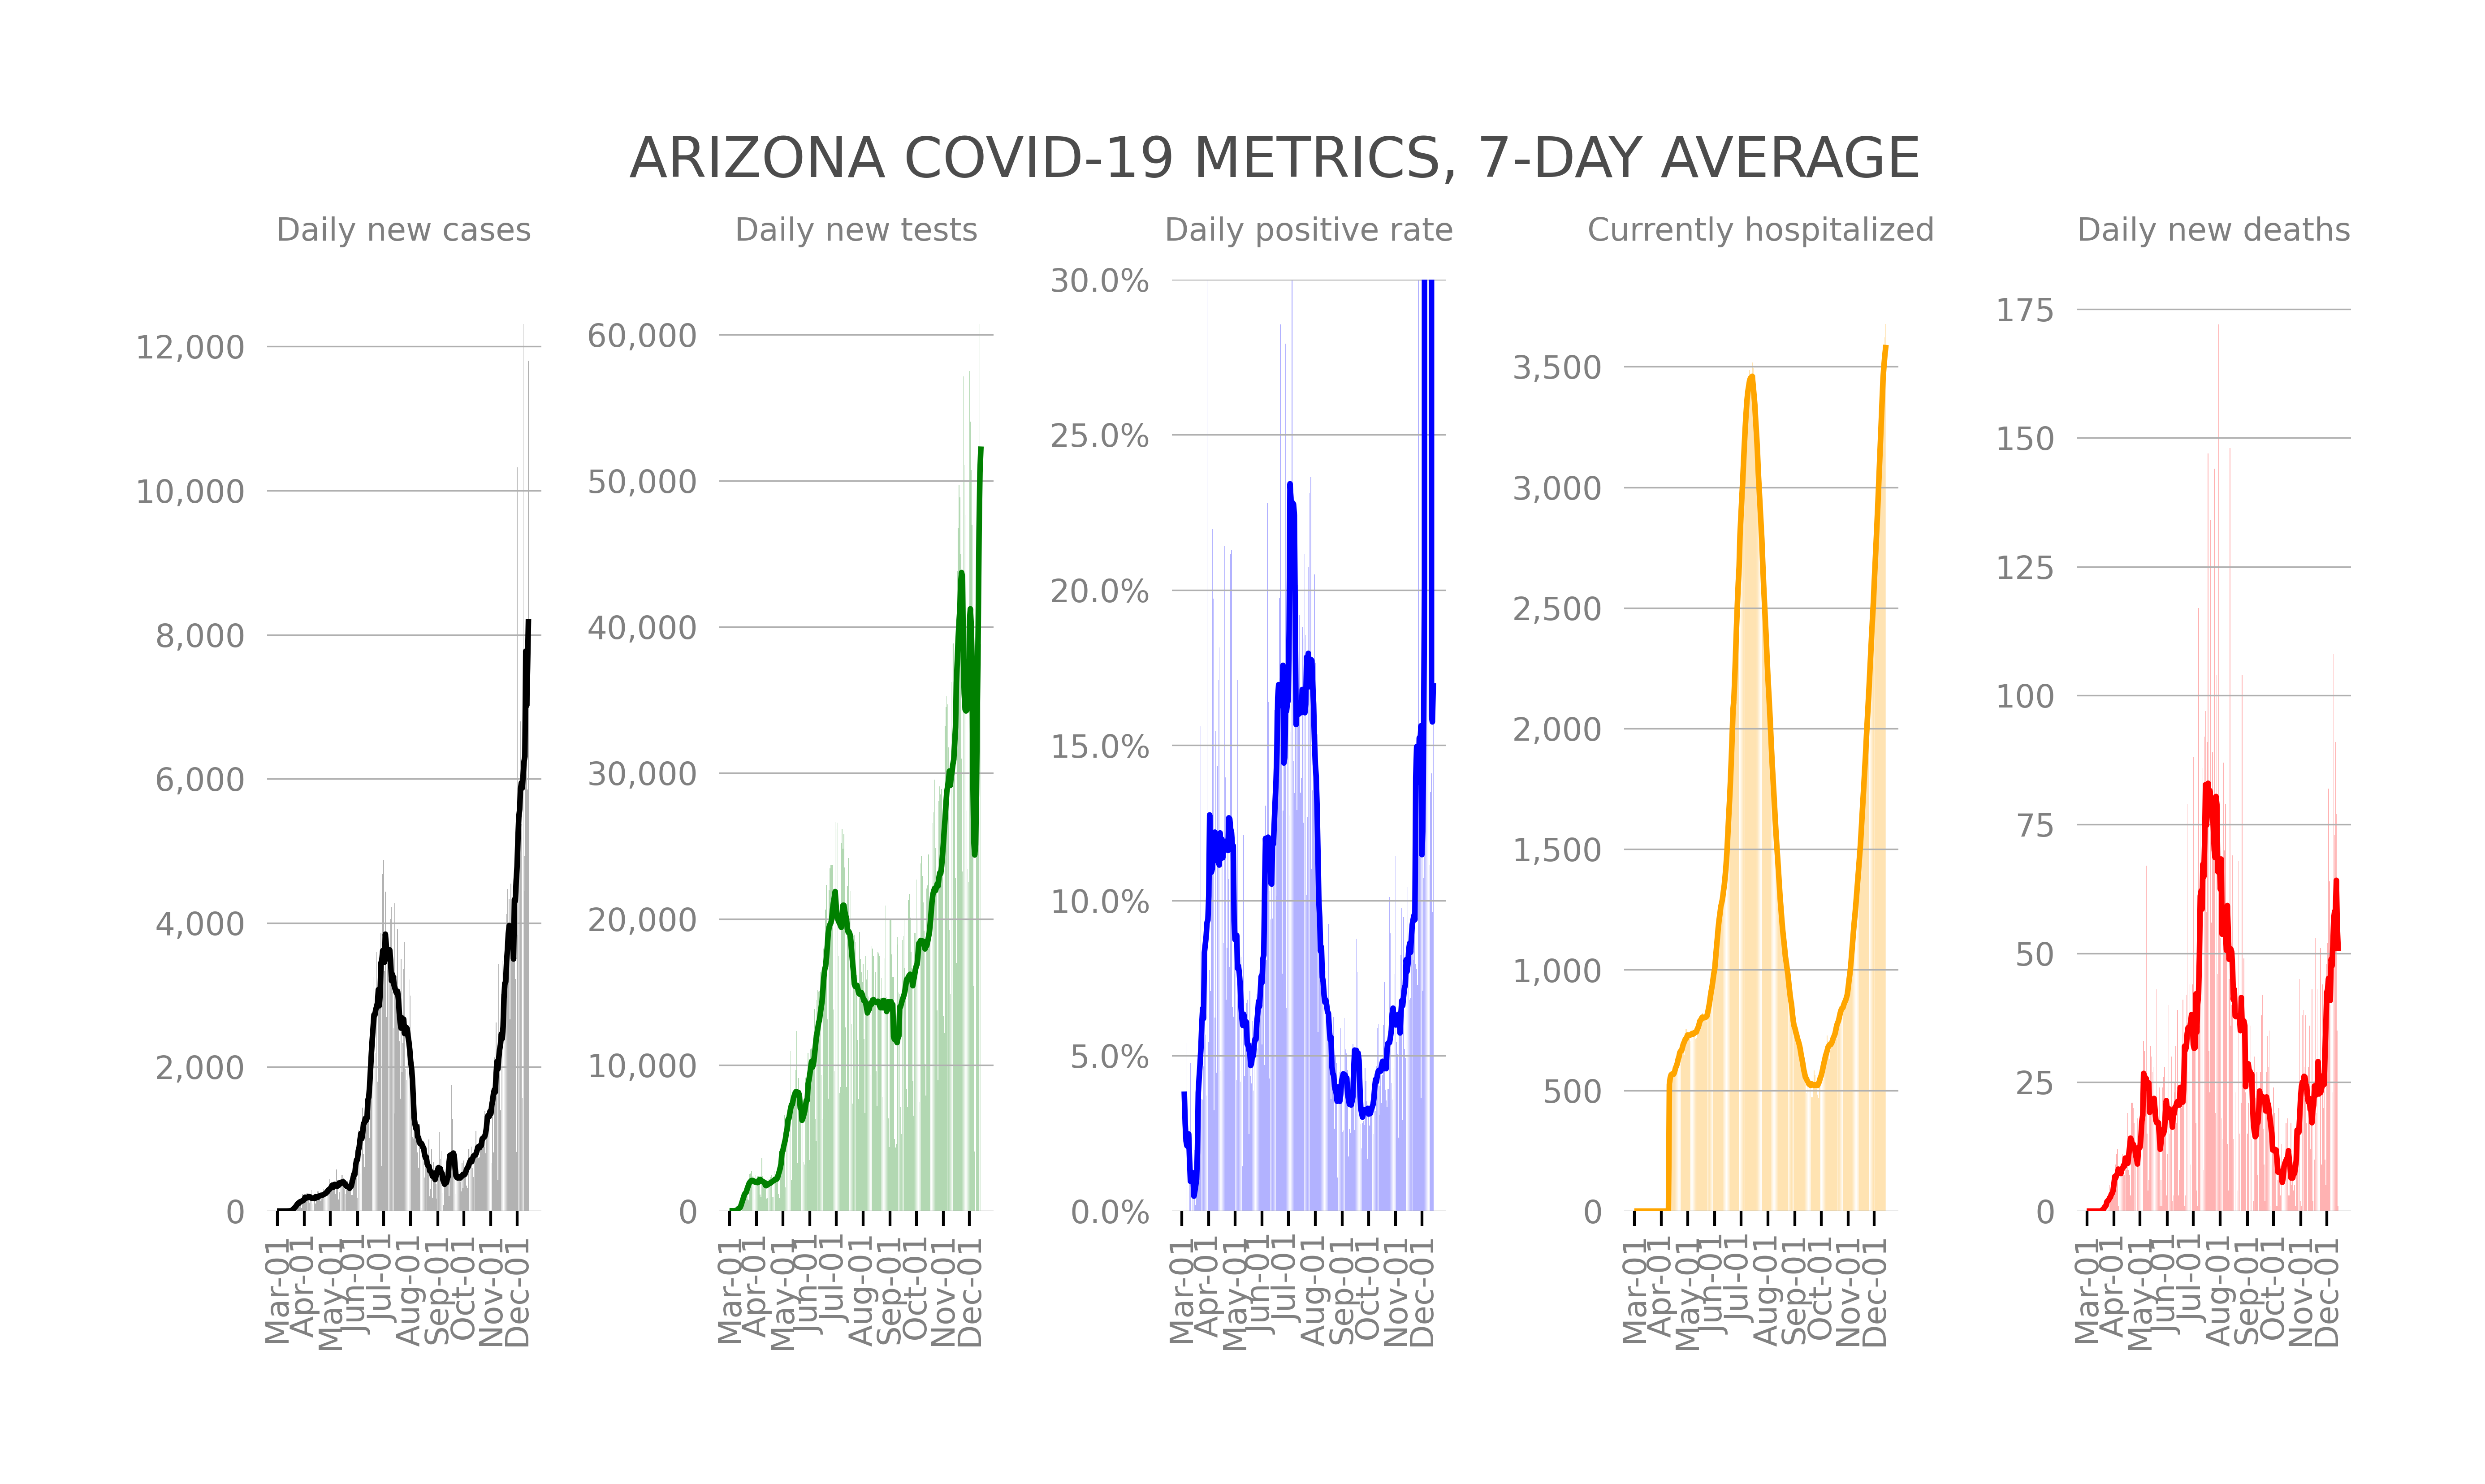 ARIZONA COVID-19 METRICS, 7-DAY AVERAGE
Daily new cases
12,000
10,000
8,000
6,000
4,000
2,000
0
Mar-01
Apr-01
May-01
Jun-01
Jul-01
Aug-01
Sep-01
Oct-01
Nov-01
Dec-01
Daily new tests
60,000
50,000
40,000
30,000
20,000
10,000
0
Mar-01
Apr-01
May-01
Jun-01
Jul-01
Aug-01
Sep-01
Oct-01
Nov-01
Dec-01
Daily positive rate
30.0%
25.0%
20.0%
15.0%
10.0%
5.0%
0.0%
Mar-01
Apr-01
May-01
Jun-01
Jul-01
Aug-01
Sep-01
Oct-01
Nov-01
Dec-01
Currently hospitalized
3,500
3,000
2,500
2,000
1,500
1,000
500
0
Mar-01
Apr-01
May-01
Jun-01
Jul-01
Aug-01
Sep-01
Oct-01
Nov-01
Dec-01
Daily new deaths
175
150
125
100
75
50
25
0
Mar-01
Apr-01
May-01
Jun-01
Jul-01
Aug-01
Sep-01
Oct-01
Nov-01
Dec-01